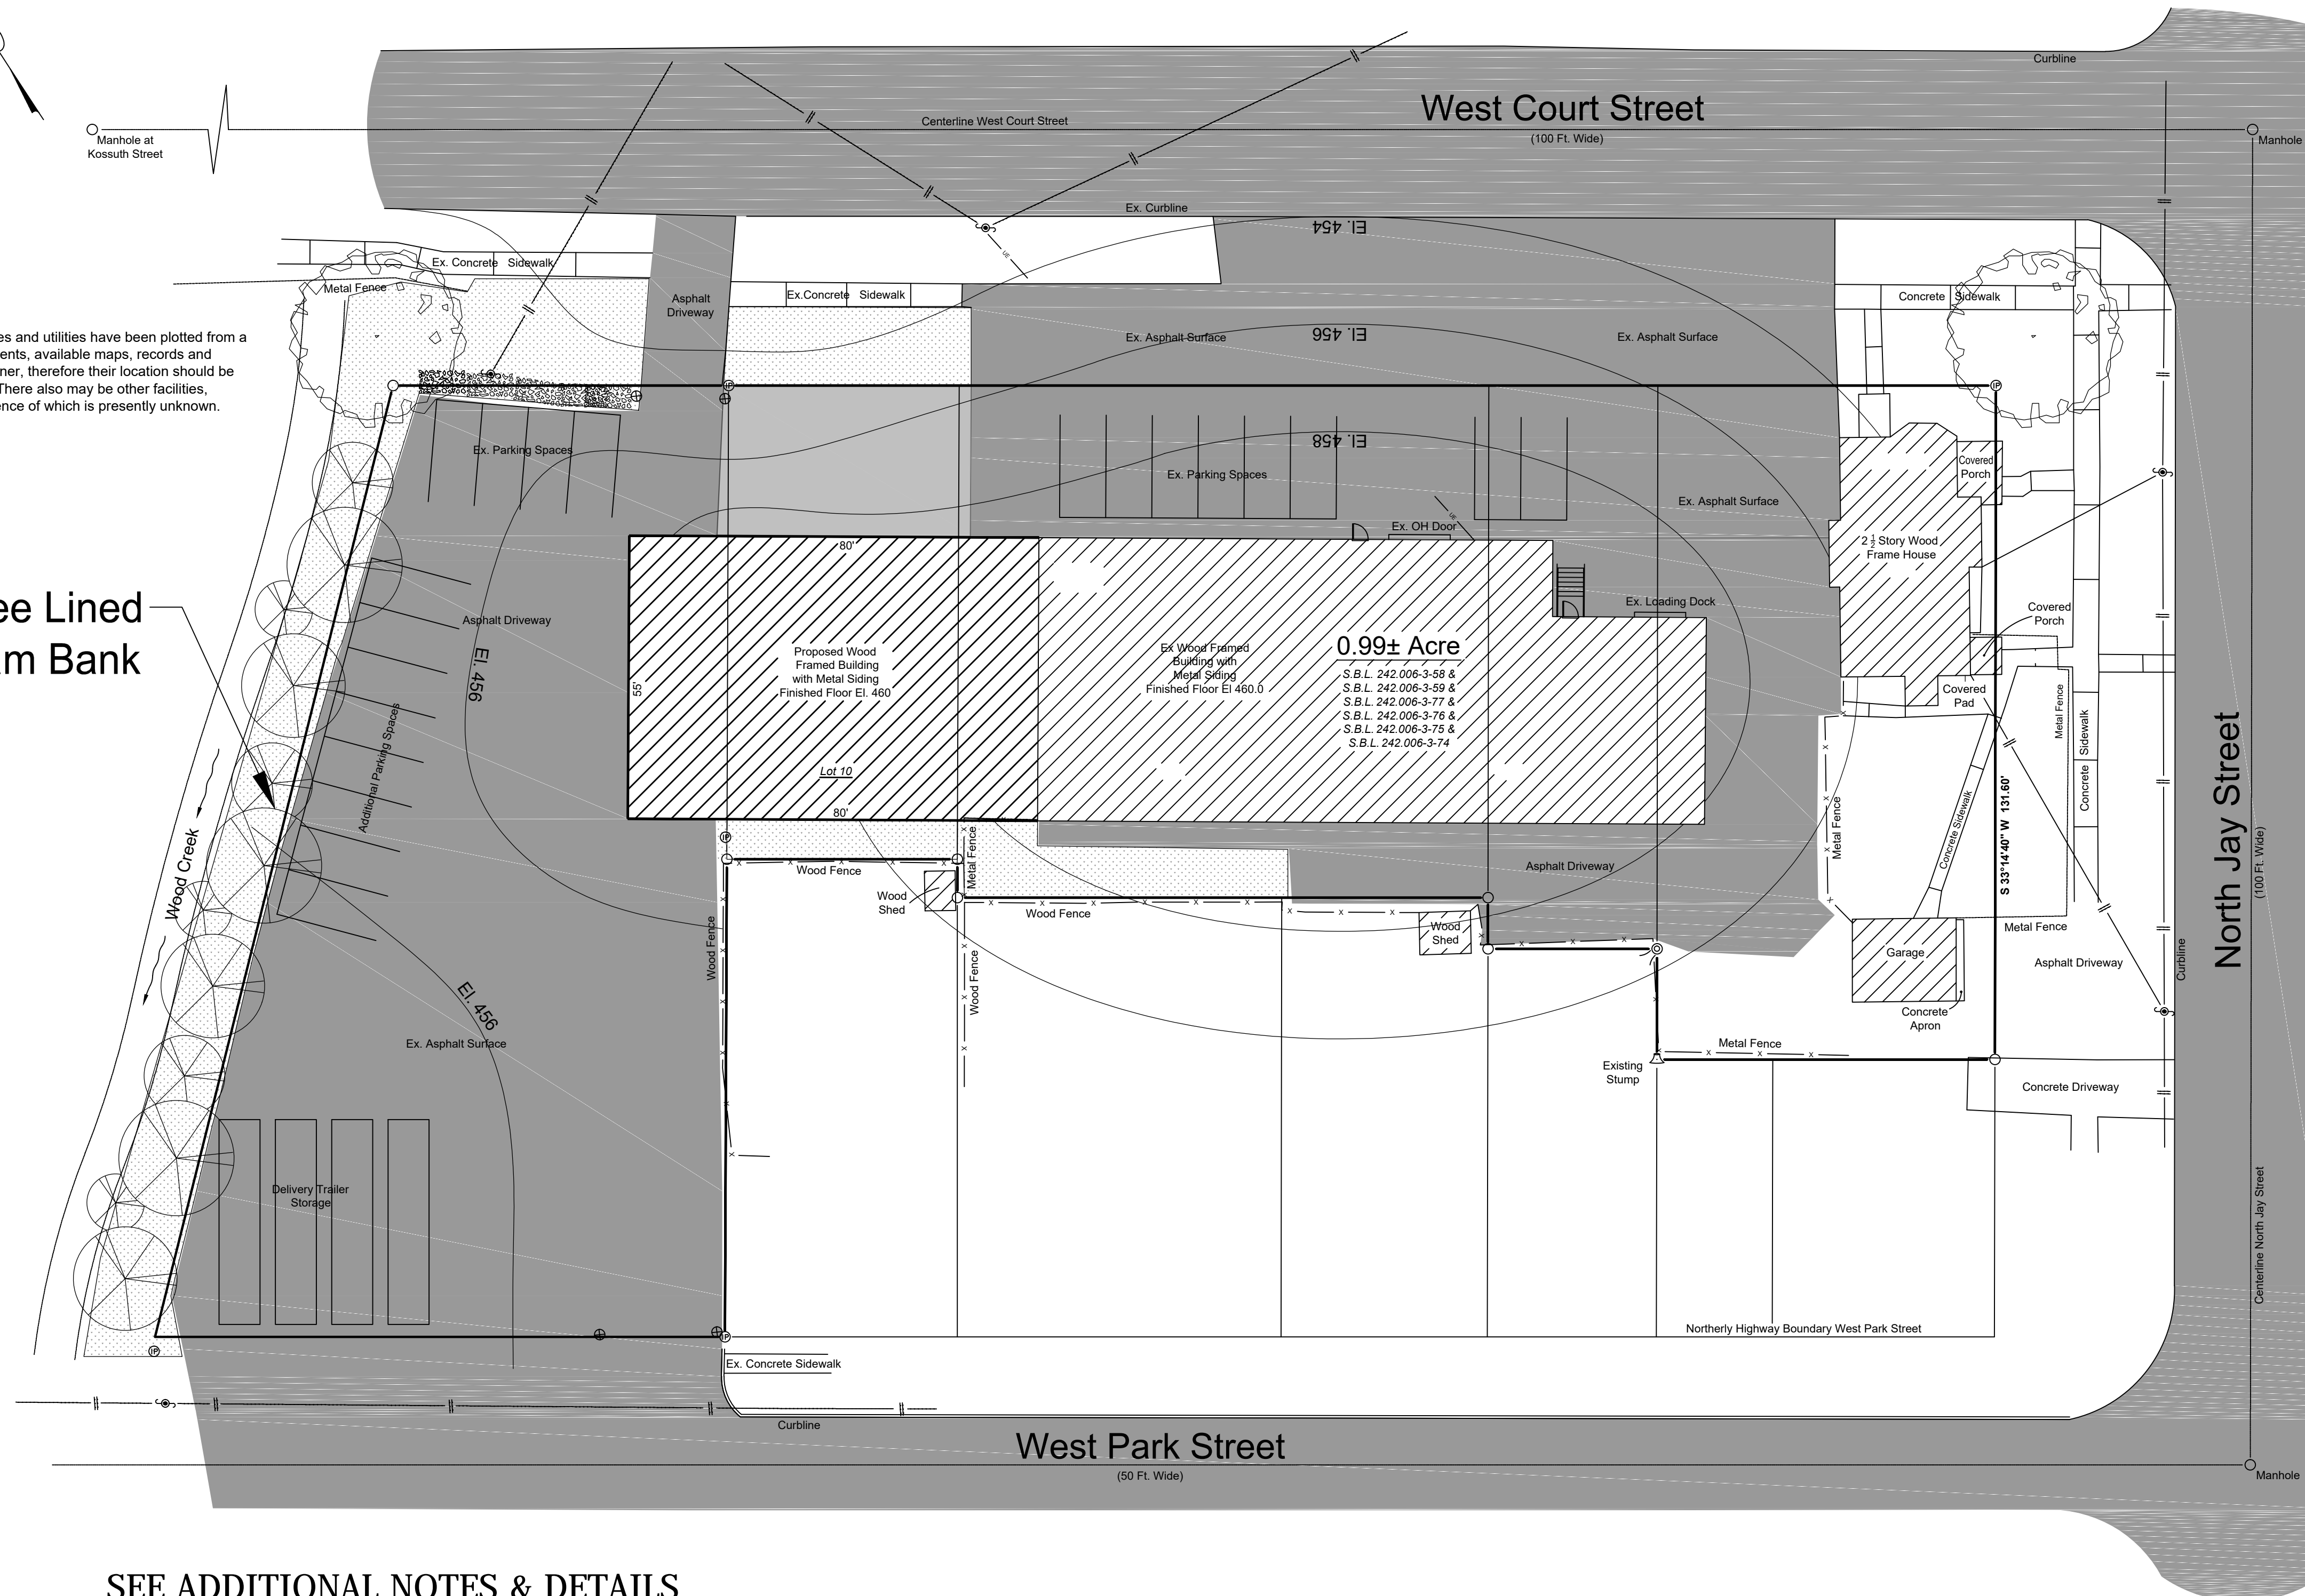 Curbline
West Court Street
(100 Ft. Wide)
Centerline West Court Street
Manhole at
Kossuth Street
Manhole
Ex. Curbline
El. 454
Ex. Concrete Sidewalk
Metal Fence
Asphalt
Driveway
Ex.Concrete Sidewalk
UE
Concrete Sidewalk
es and utilities have been plotted from a
ents, available maps, records and
ner, therefore their location should be
There also may be other facilities,
ence of which is presently unknown.
El. 456
Ex. Asphalt Surface
Ex. Asphalt Surface
IP
IP
El. 458
Ex. Parking Spaces
Ex. Parking Spaces
Covered
Porch
Ex. Asphalt Surface
UE
Ex. OH Door
80'
2 1/2 Story Wood
Frame House
ee Lined
am Bank
Asphalt Driveway
Ex. Loading Dock
Covered
Porch
El. 456
Proposed Wood
Framed Building
with Metal Siding
Finished Floor El. 460
55'
Ex Wood Framed
Building with
Metal Siding
Finished Floor El 460.0
0.99± Acre
S.B.L. 242.006-3-58 &
S.B.L. 242.006-3-59 &
S.B.L. 242.006-3-77 &
S.B.L. 242.006-3-76 &
S.B.L. 242.006-3-75 &
S.B.L. 242.006-3-74
Covered
Pad
Metal Fence
Concrete Sidewalk
Additional Parking Spaces
Lot 10
80'
Wood Creek
IP
Wood Fence
Metal Fence
Wood
Shed
Wood Fence
Wood Fence
Wood Fence
Asphalt Driveway
Wood
Shed
Metal Fence
Concrete Sidewalk
S 33°14'40" W 131.60'
North Jay Street
(100 Ft. Wide)
Metal Fence
Garage
Asphalt Driveway
Curbline
Concrete
Apron
El. 456
Ex. Asphalt Surface
Metal Fence
Existing
Stump
Concrete Driveway
Delivery Trailer
Storage
Centerline North Jay Street
IP
Northerly Highway Boundary West Park Street
IP
Ex. Concrete Sidewalk
Curbline
West Park Street
(50 Ft. Wide)
Manhole
SEE ADDITIONAL NOTES & DETAILS